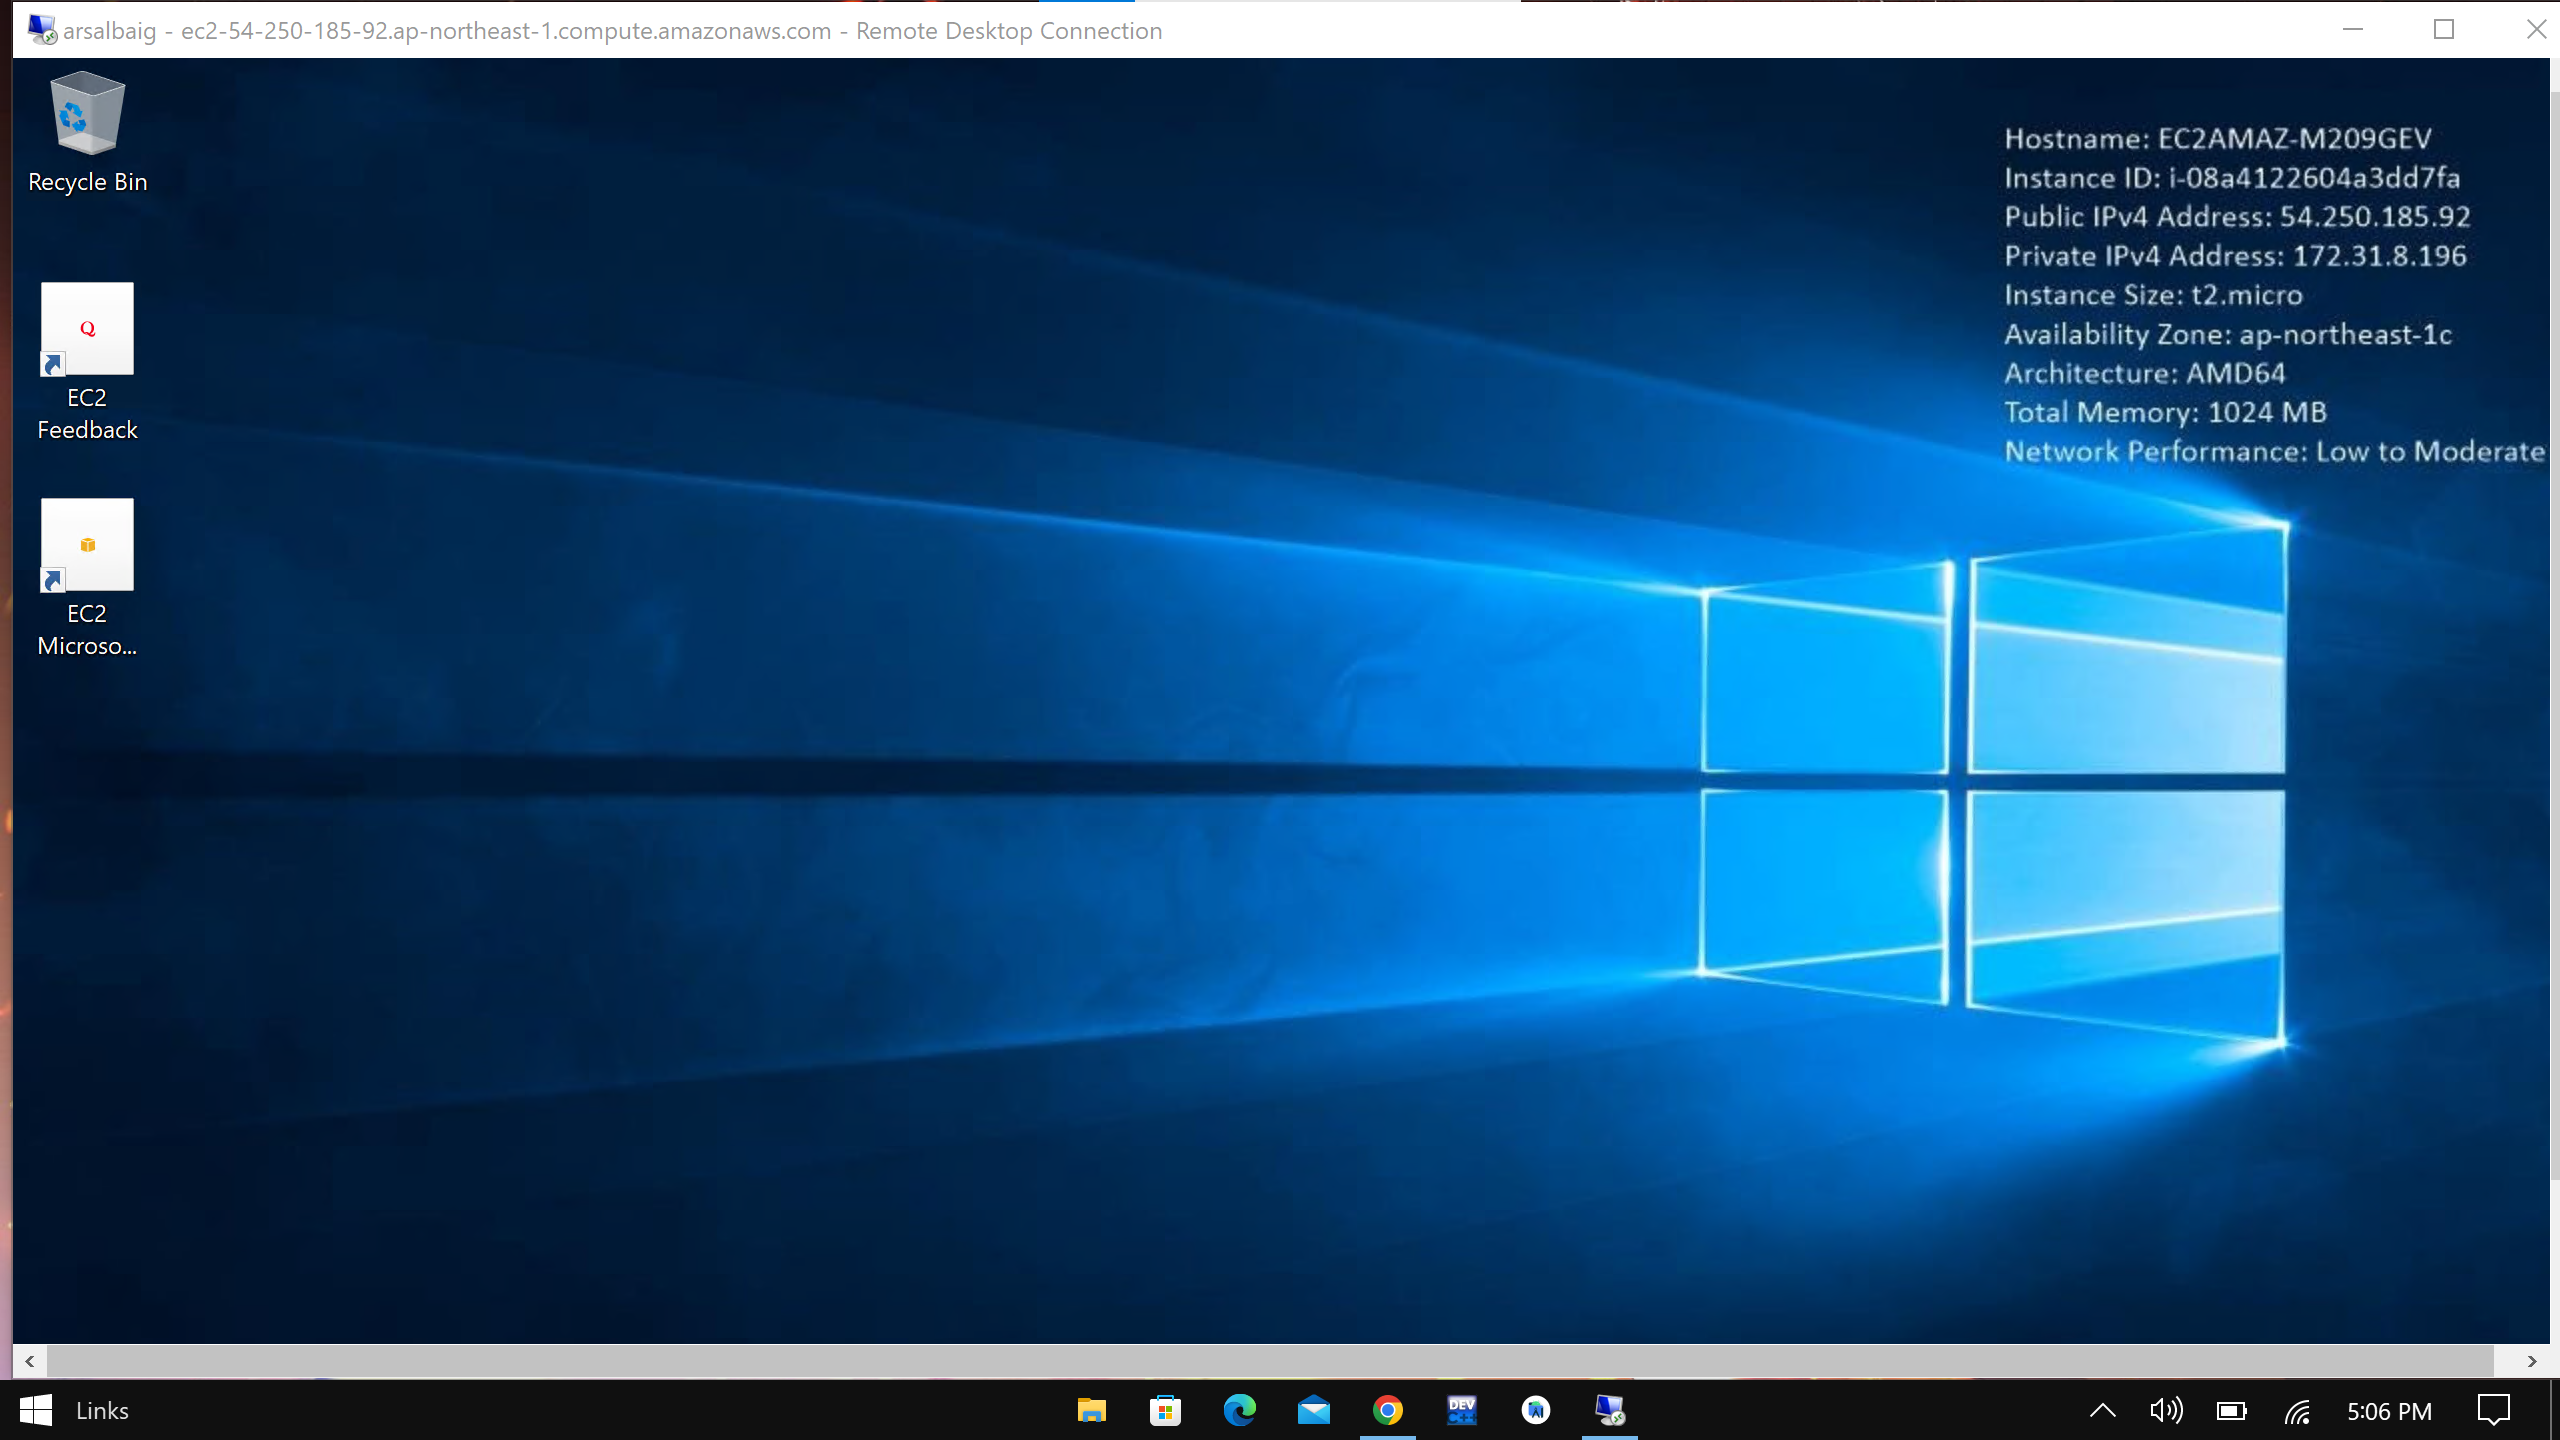 arsalbaig - ec2-54-250-185-92.ap-northeast-1.compute.amazonaws.com - Remote Desktop Connection
Recycle Bin
Q
EC2
Feedback
EC2
Microso...
Hostname: EC2AMAZ-M209GEV
Instance ID: i-08a4122604a3dd7fa
Public IPv4 Address: 54.250.185.92
Private IPv4 Address: 172.31.8.196
Instance Size: t2.micro
Availability Zone: ap-northeast-1c
Architecture: AMD64
Total Memory: 1024 MB
Network Performance: Low to Moderate
Links
DEV
C++
5:06 PM